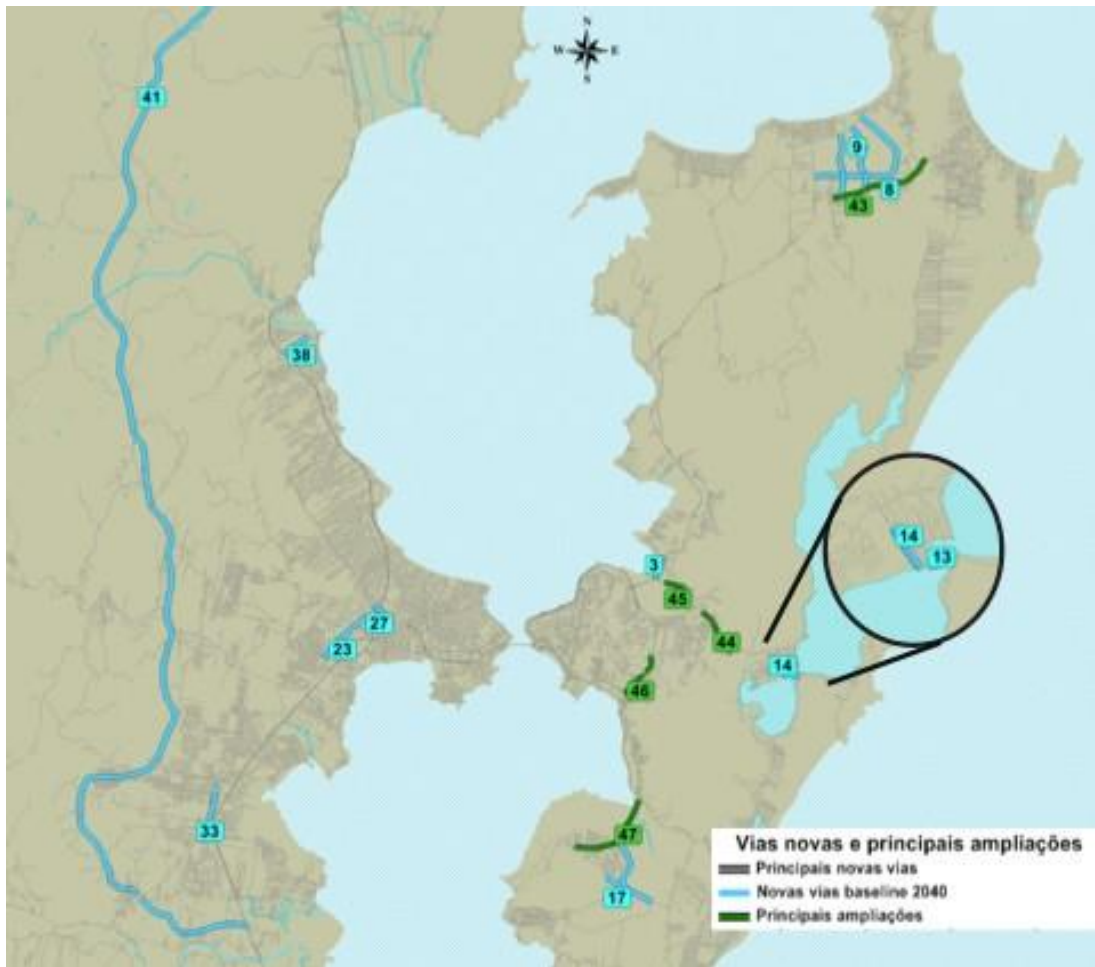 N
W E
S
41
9
8
43
38
14
13
3
45
27
23
44
14
46
33
47
17
Vias novas e principais ampliações
Principais novas vias
Novas vias baseline 2040
Principais ampliações